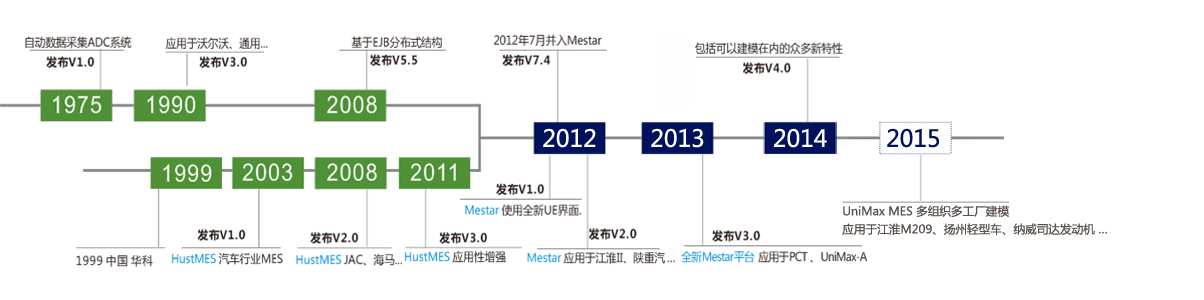 自动数据采集ADC系统
发布V1.0
应用于沃尔沃、通用...
发布V3.0
基于EJB分布式结构
发布V5.5
2012年7月并入Mestar
发布V7.4
包括可以建模在内的众多新特性
发布V4.0
1975
1990
2008
2012
2013
2014
2015
1999
2003
2008
2011
1999 中国 华科
发布V1.0
HustMES 汽车行业MES
发布V2.0
HustMES JAC、海马...
发布V3.0
HustMES 应用性增强
发布V1.0
Mestar 使用全新UE界面.
发布V2.0
Mestar 应用于江淮II、陕重汽 ...
发布V3.0
全新Mestar平台 应用于PCT 、UniMax-A
UniMax MES 多组织多工厂建模
应用于江淮M209、扬州轻型车、纳威司达发动机 ...